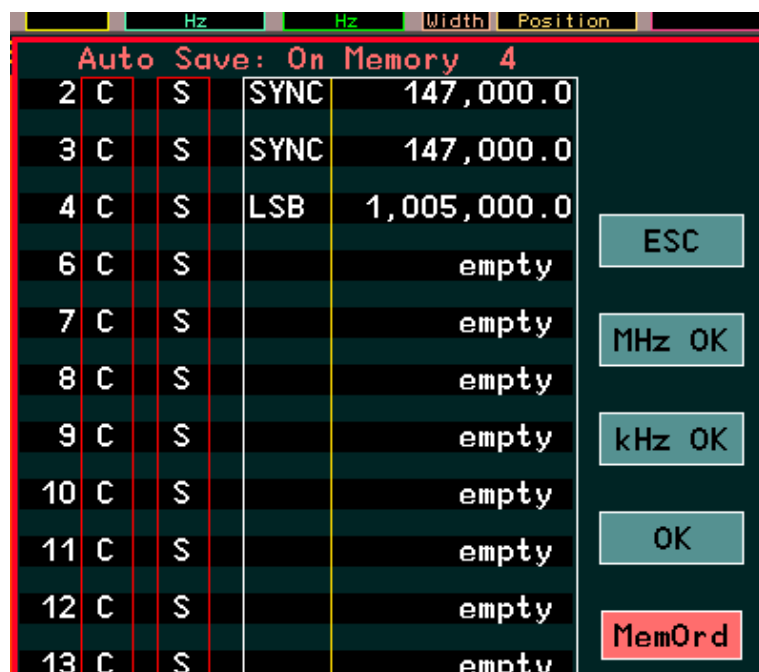 Hz Hz Width Position
Auto Save: On Memory 4
2 C S SYNC 147,000.0
3 C S SYNC 147,000.0
4 C S LSB 1,005,000.0
ESC
6 C S empty
7 C S empty
MHz OK
8 C S empty
9 C S empty
kHz OK
10 C S empty
11 C S empty
OK
12 C S empty
MemOrd
13 C S empty